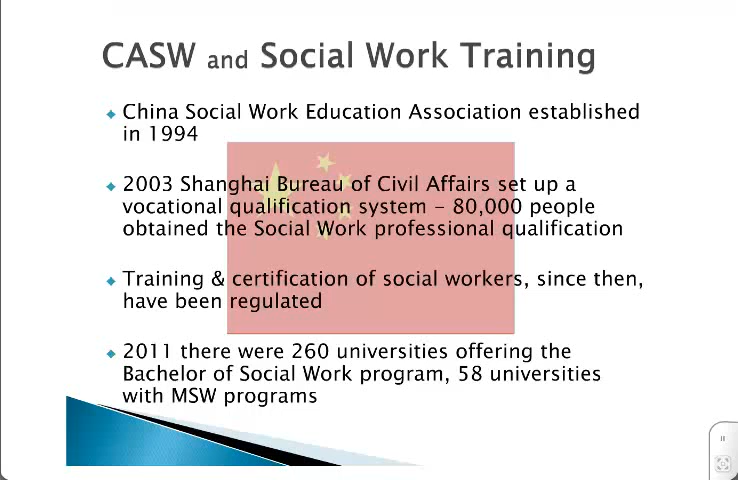 CASW and Social Work Training
China Social Work Education Association established
in 1994
2003 Shanghai Bureau of Civil Affairs set up a
vocational qualification system – 80,000 people
obtained the Social Work professional qualification
Training & certification of social workers, since then,
have been regulated
2011 there were 260 universities offering the
Bachelor of Social Work program, 58 universities
with MSW programs